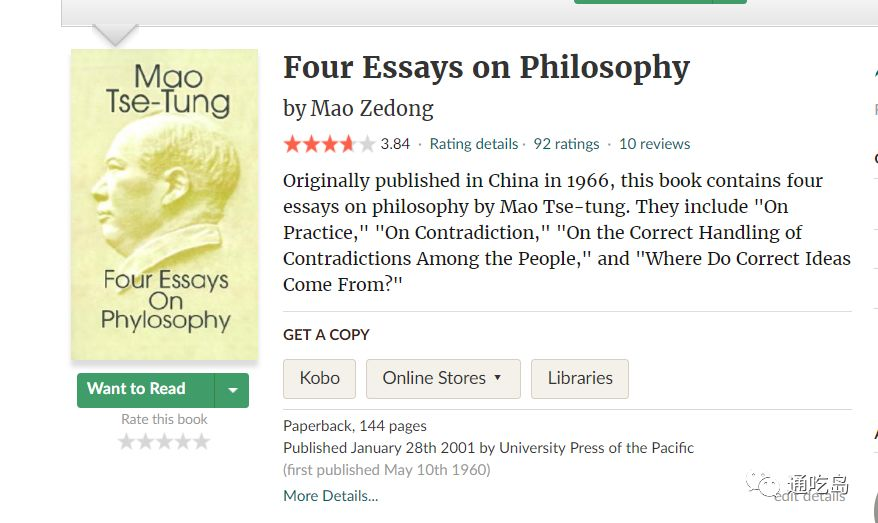 Mao
Tse-Tung
Four Essays
On
Phylosophy
Want to Read
Rate this book
Four Essays on Philosophy
by Mao Zedong
3.84 · Rating details · 92 ratings · 10 reviews
Originally published in China in 1966, this book contains four
essays on philosophy by Mao Tse-tung. They include "On
Practice," "On Contradiction," "On the Correct Handling of
Contradictions Among the People," and "Where Do Correct Ideas
Come From?"
GET A COPY
Kobo Online Stores ▼ Libraries
Paperback, 144 pages
Published January 28th 2001 by University Press of the Pacific
(first published May 10th 1960)
More Details...
edit details
通吃岛